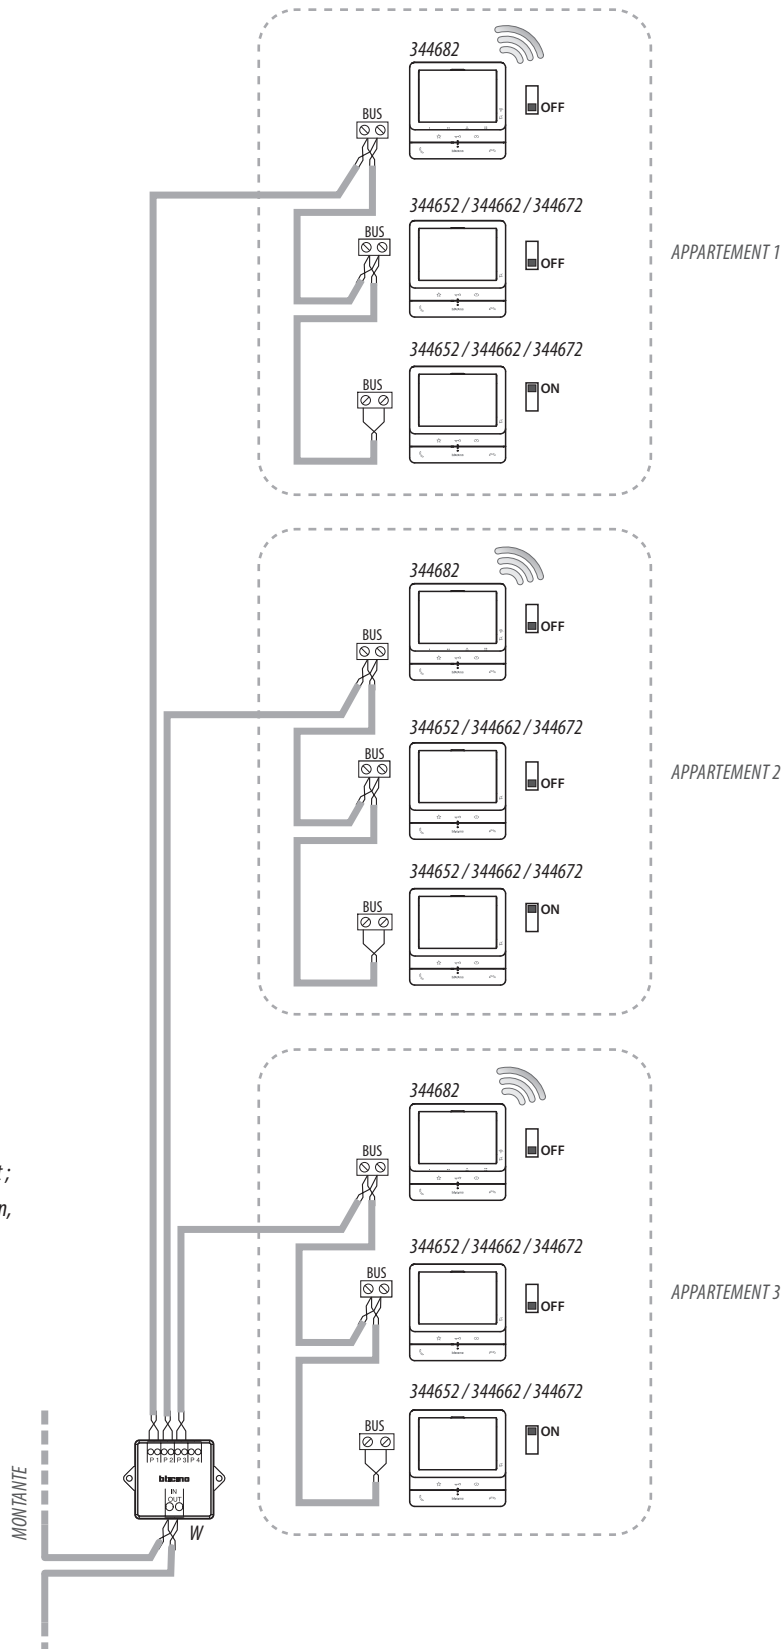 344682
OFF
BUS
344652 / 344662 / 344672
BUS
OFF
APPARTEMENT 1
344652 / 344662 / 344672
BUS
ON
344682
OFF
BUS
344652 / 344662 / 344672
BUS
OFF
APPARTEMENT 2
344652 / 344662 / 344672
BUS
ON
344682
OFF
BUS
344652 / 344662 / 344672
BUS
OFF
APPARTEMENT 3
344652 / 344662 / 344672
BUS
ON
P1 P2 P3 P4
bticino
IN
OUT
W
MONTANTE